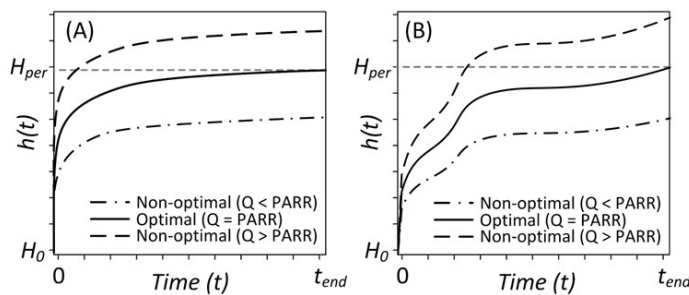 (A)
H_per
h(t)
Non-optimal (Q < PARR)
Optimal (Q = PARR)
Non-optimal (Q > PARR)
H_0
0
Time (t)
t_end
(B)
H_per
h(t)
Non-optimal (Q < PARR)
Optimal (Q = PARR)
Non-optimal (Q > PARR)
H_0
0
Time (t)
t_end